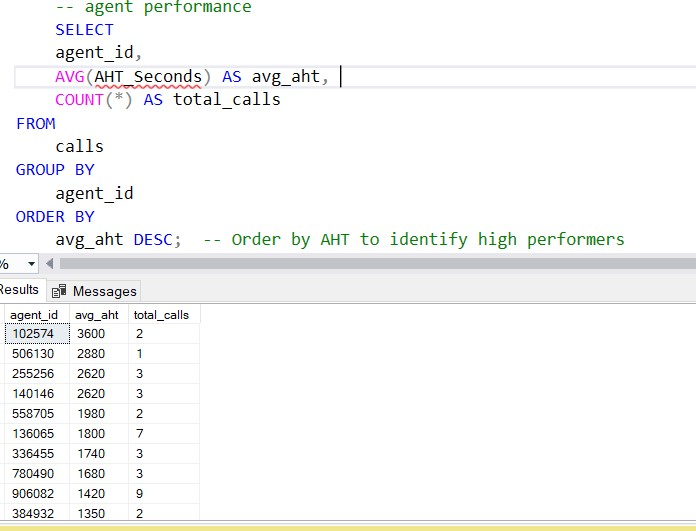 -- agent performance
SELECT
agent_id,
AVG(AHT_Seconds) AS avg_aht,
COUNT(*) AS total_calls
FROM
calls
GROUP BY
agent_id
ORDER BY
avg_aht DESC;  -- Order by AHT to identify high performers
%
Results Messages
agent_id avg_aht total_calls
102574 3600 2
506130 2880 1
255256 2620 3
140146 2620 3
558705 1980 2
136065 1800 7
336455 1740 3
780490 1680 3
906082 1420 9
384932 1350 2